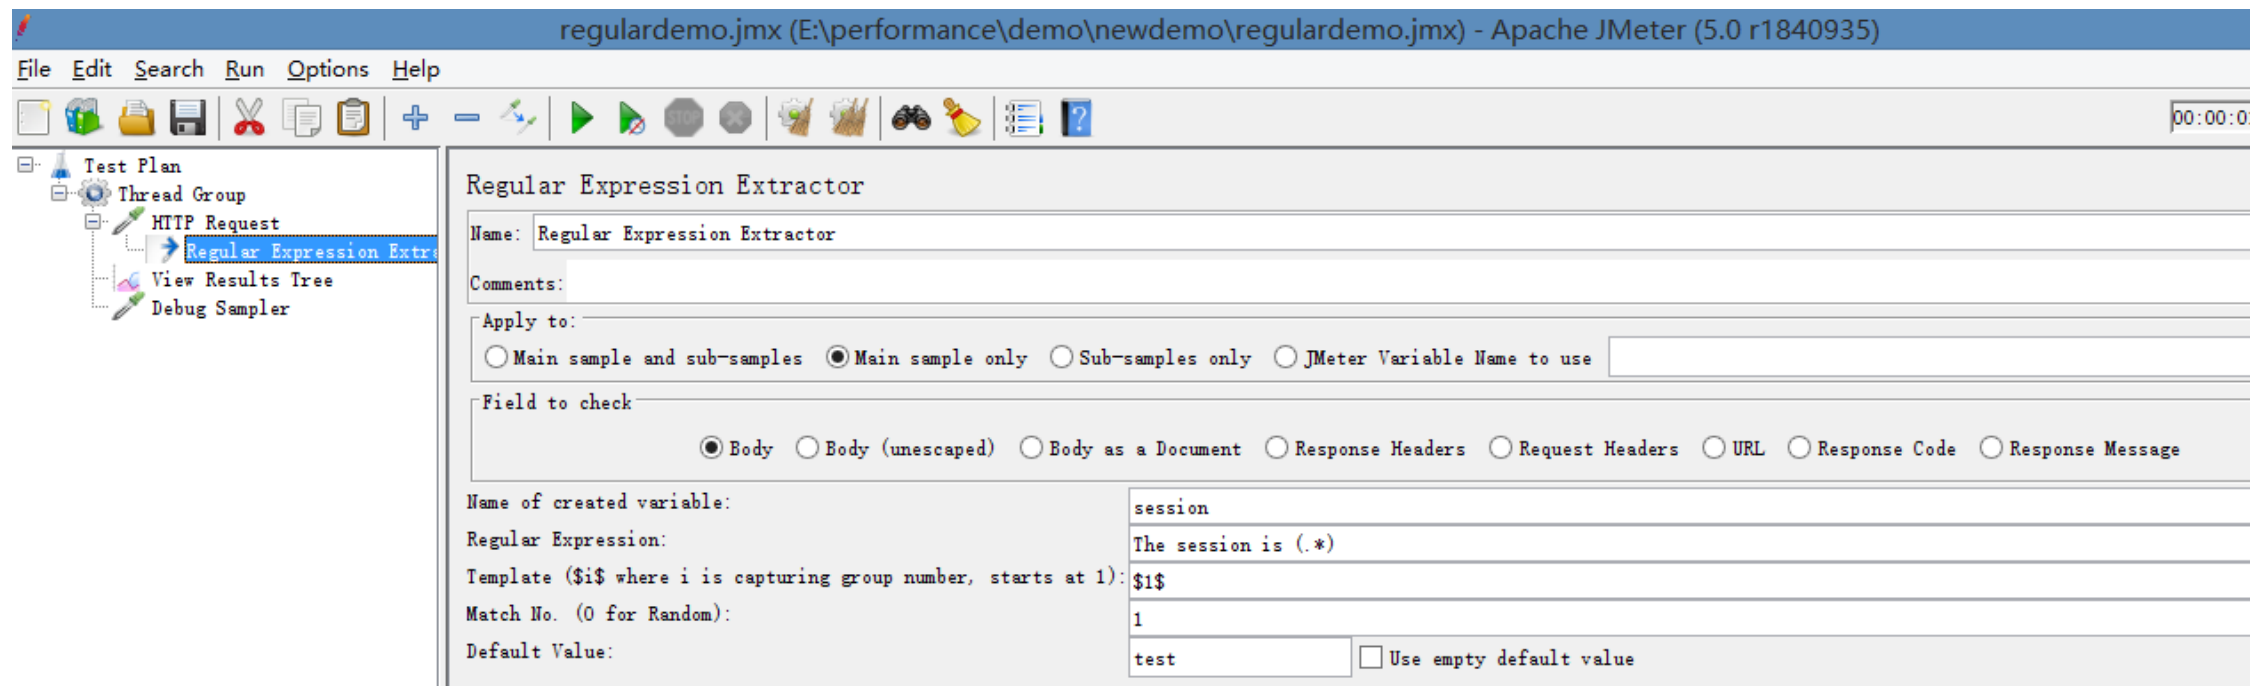 regulardemo.jmx (E:\performance\demo\newdemo\regulardemo.jmx) - Apache JMeter (5.0 r1840935)
File Edit Search Run Options Help
STOP
00:00:0
Test Plan
Thread Group
HTTP Request
Regular Expression Extra
View Results Tree
Debug Sampler
Regular Expression Extractor
Name: Regular Expression Extractor
Comments:
Apply to:
Main sample and sub-samples Main sample only Sub-samples only JMeter Variable Name to use
Field to check
Body Body (unescaped) Body as a Document Response Headers Request Headers URL Response Code Response Message
Name of created variable: session
Regular Expression: The session is (.*)
Template ($i$ where i is capturing group number, starts at 1): $1$
Match No. (0 for Random): 1
Default Value: test Use empty default value